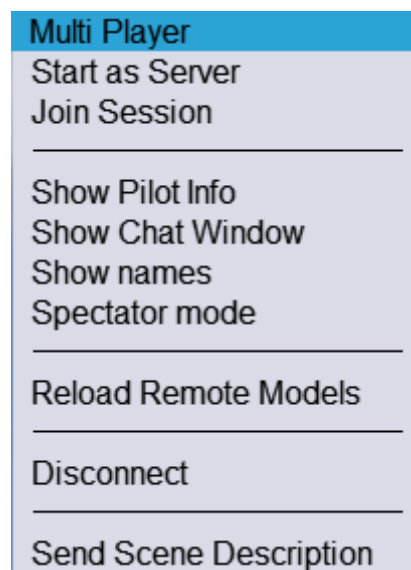 Multi Player
Start as Server
Join Session
Show Pilot Info
Show Chat Window
Show names
Spectator mode
Reload Remote Models
Disconnect
Send Scene Description